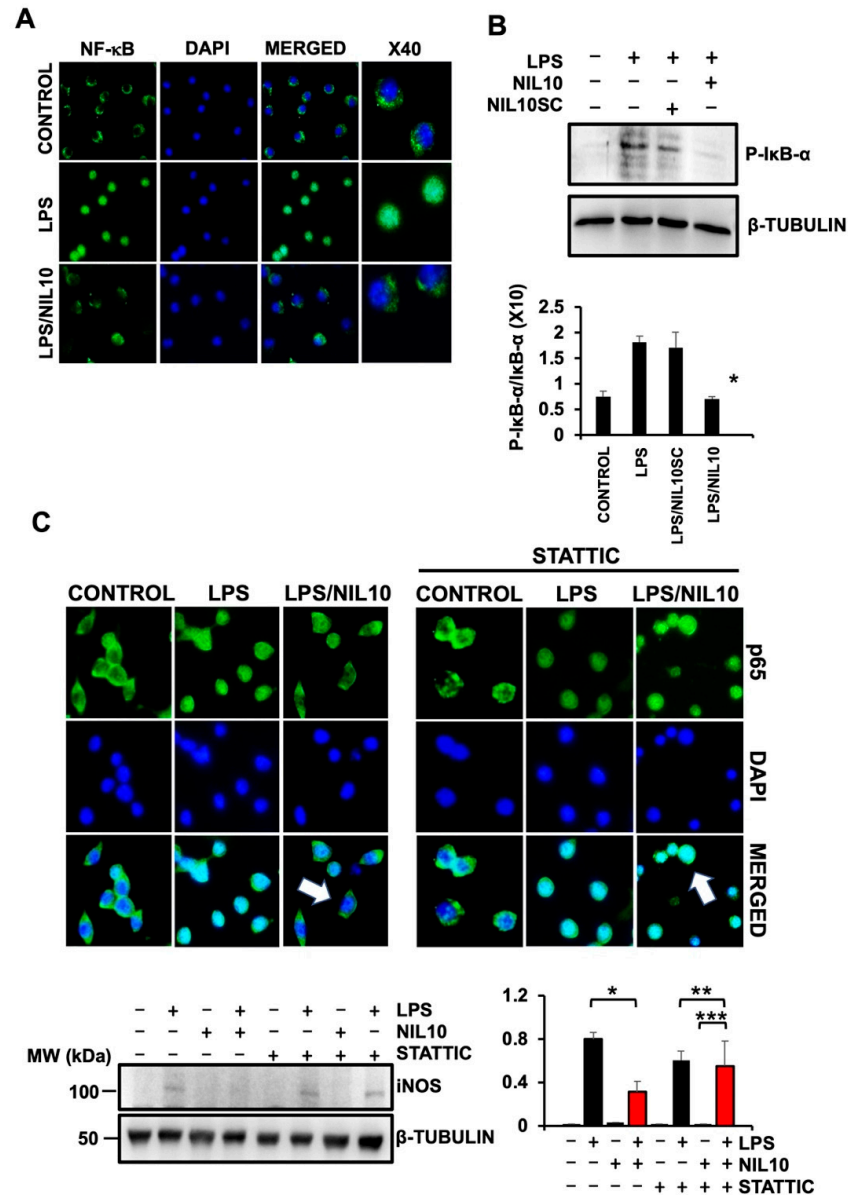 A
NF-κB DAPI MERGED X40
CONTROL
LPS
LPS/NIL10
B
LPS – + + +
NIL10 – – – +
NIL10SC – – + –
P-IκB-α
β-TUBULIN
P-IκB-α/IκB-α (X10)
2.5
2
1.5
1
0.5
0
*
CONTROL
LPS
LPS/NIL10SC
LPS/NIL10
C
STATTIC
CONTROL LPS LPS/NIL10 CONTROL LPS LPS/NIL10
p65
DAPI
MERGED
– + – + – + – + LPS
– – + + – – + + NIL10
– – – – + + + + STATTIC
MW (kDa)
100 iNOS
50 β-TUBULIN
1.2
0.8
0.4
0
* ** ***
– + – + – + – + LPS
– – + + – – + + NIL10
– – – – + + + + STATTIC